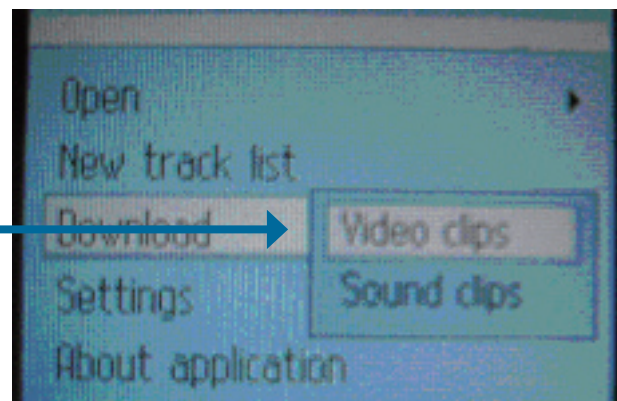 Open
New track list
Download
Video clips
Settings
Sound clips
About application